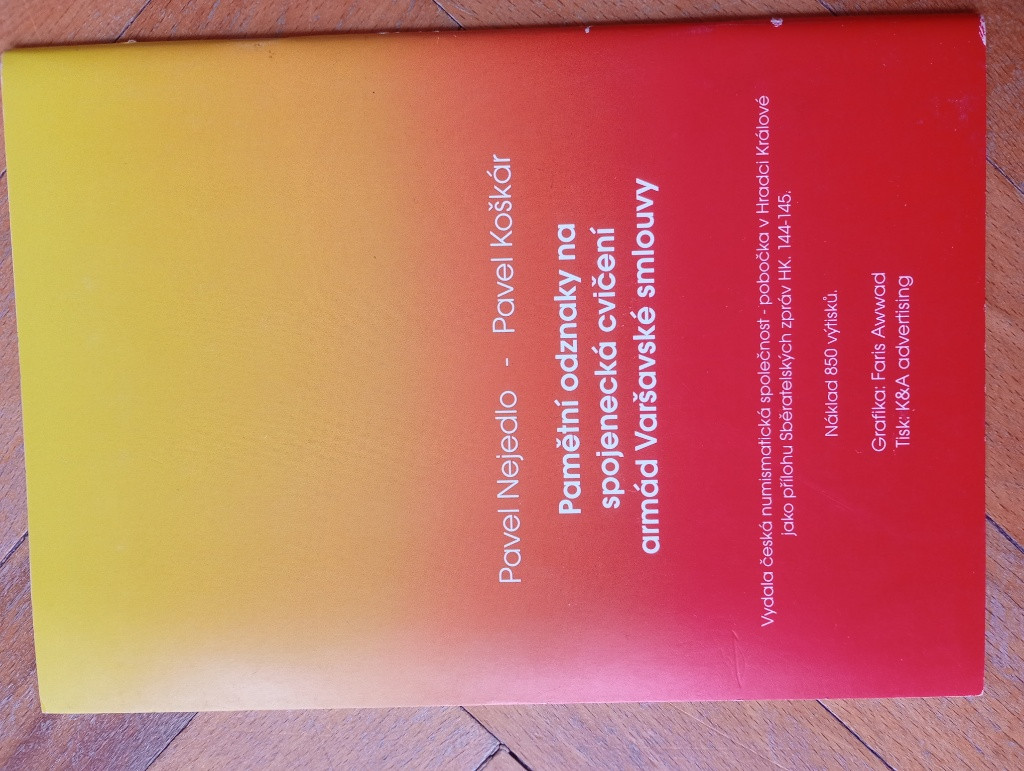 Pavel Nejedlo - Pavel Koškár
Pamětní odznaky na
spojenecká cvičení
armád Varšavské smlouvy
Vydala česká numismatická společnost - pobočka v Hradci Králové
jako přílohu Sběratelských zpráv HK. 144-145.
Náklad 850 výtisků.
Grafika: Faris Awwad
Tisk: K&A advertising